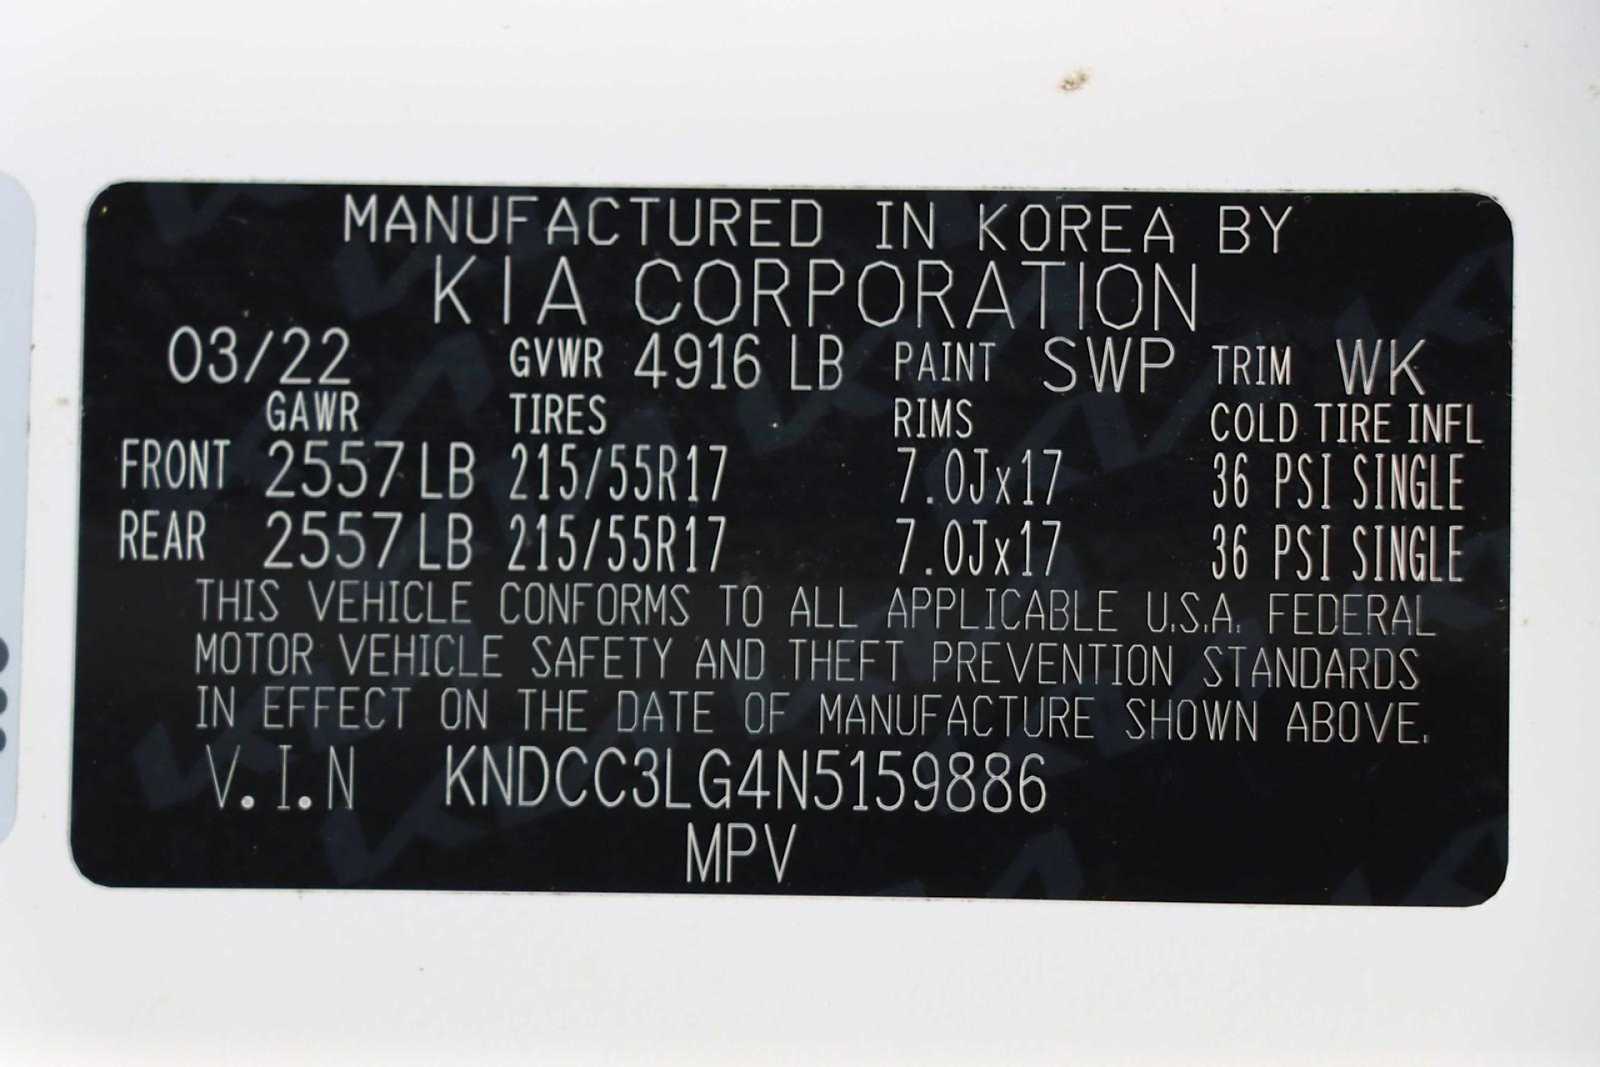 MANUFACTURED IN KOREA BY
KIA CORPORATION
03/22 GVWR 4916 LB PAINT SWP TRIM WK
GAWR TIRES RIMS COLD TIRE INFL
FRONT 2557 LB 215/55R17 7.0Jx17 36 PSI SINGLE
REAR 2557 LB 215/55R17 7.0Jx17 36 PSI SINGLE
THIS VEHICLE CONFORMS TO ALL APPLICABLE U.S.A. FEDERAL
MOTOR VEHICLE SAFETY AND THEFT PREVENTION STANDARDS
IN EFFECT ON THE DATE OF MANUFACTURE SHOWN ABOVE.
V.I.N KNDCC3LG4N5159886
MPV